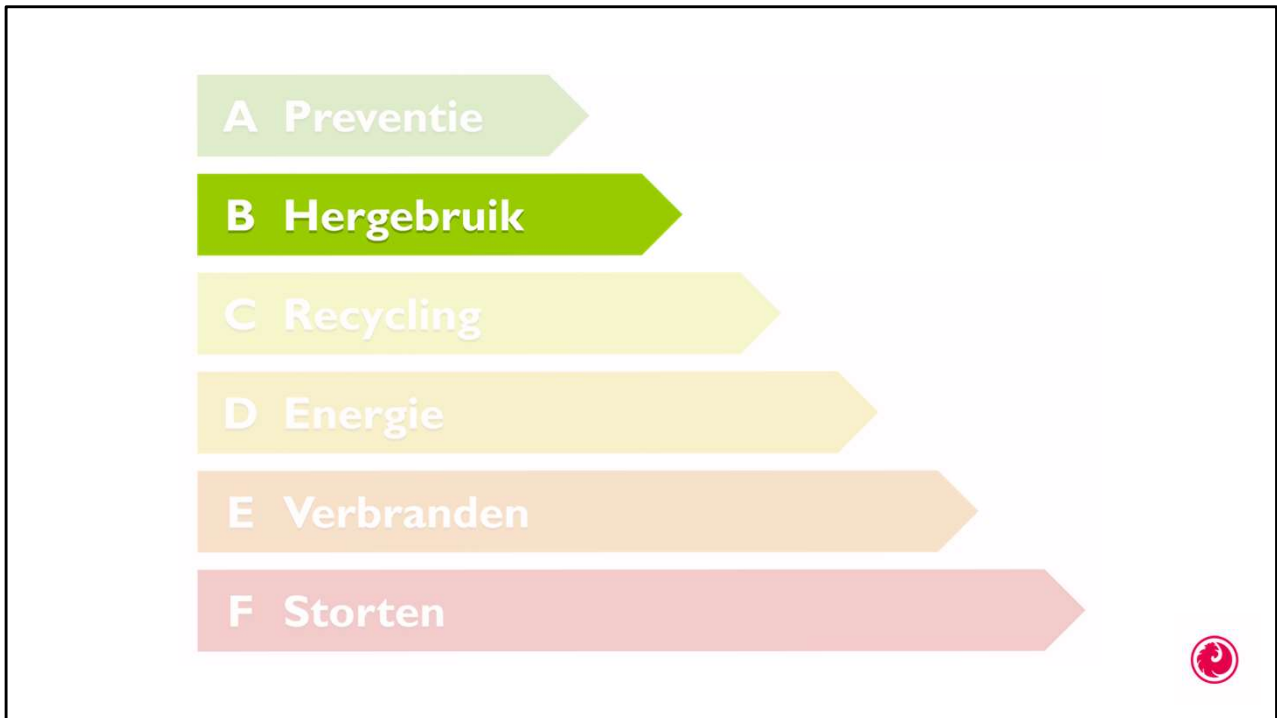 A Preventie
B Hergebruik
C Recycling
D Energie
E Verbranden
F Storten